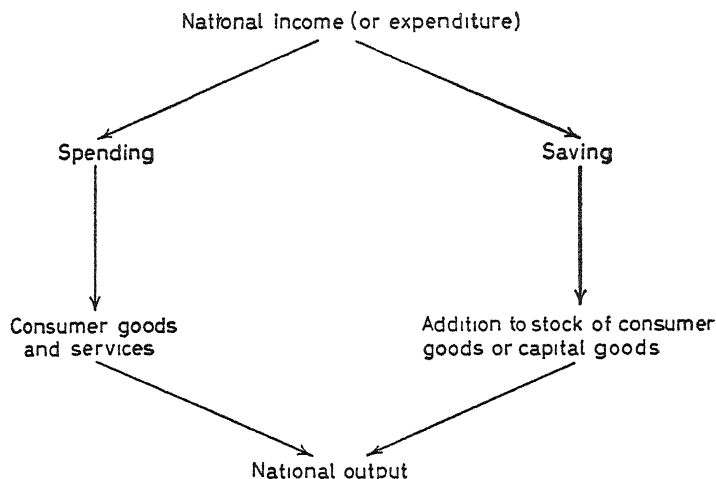 National income (or expenditure)
Spending
Saving
Consumer goods
and services
Addition to stock of consumer
goods or capital goods
National output